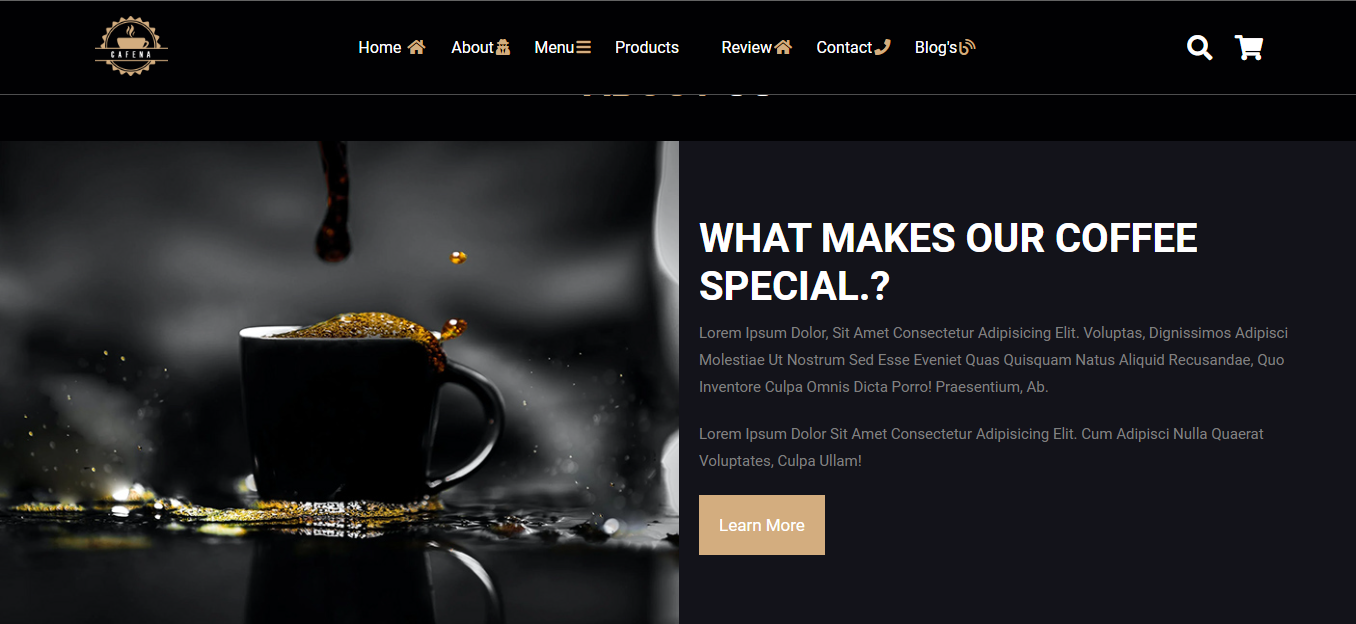 CAFENA
Home About Menu Products Review Contact Blog's
WHAT MAKES OUR COFFEE
SPECIAL.?
Lorem Ipsum Dolor, Sit Amet Consectetur Adipisicing Elit. Voluptas, Dignissimos Adipisci
Molestiae Ut Nostrum Sed Esse Eveniet Quas Quisquam Natus Aliquid Recusandae, Quo
Inventore Culpa Omnis Dicta Porro! Praesentium, Ab.
Lorem Ipsum Dolor Sit Amet Consectetur Adipisicing Elit. Cum Adipisci Nulla Quaerat
Voluptates, Culpa Ullam!
Learn More